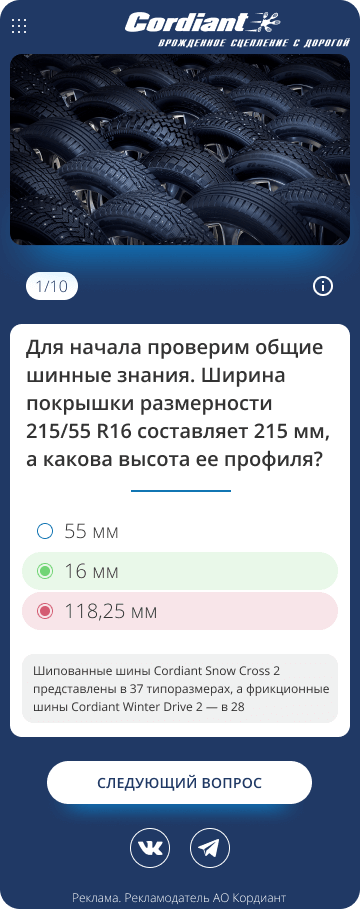 Cordiant
ВРОЖДЕННОЕ СЦЕПЛЕНИЕ С ДОРОГОЙ
1/10
Для начала проверим общие
шинные знания. Ширина
покрышки размерности
215/55 R16 составляет 215 мм,
а какова высота ее профиля?
55 мм
16 мм
118,25 мм
Шипованные шины Cordiant Snow Cross 2
представлены в 37 типоразмерах, а фрикционные
шины Cordiant Winter Drive 2 — в 28
СЛЕДУЮЩИЙ ВОПРОС
Реклама. Рекламодатель АО Кордиант